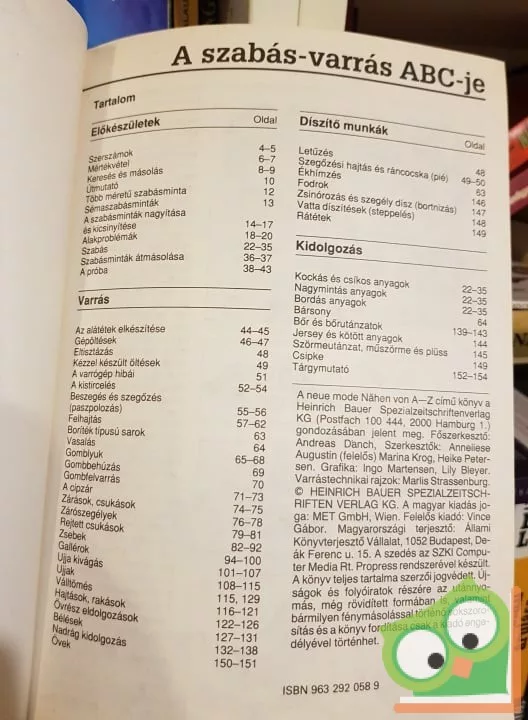 A szabás-varrás ABC-je
Tartalom
Előkészületek Oldal
Szerszámok 4–5
Mértékvétel 6–7
Keresés és másolás 8–9
Útmutató 10
Több méretű szabásminta 12
Sémaszabásminták 13
A szabásminták nagyítása
és kicsinyítése 14–17
Alakproblémák 18–20
Szabás 22–35
Szabásminták átmásolása 36–37
A próba 38–43
Varrás
Az alátétek elkészítése 44–45
Gépöltések 46–47
Eltisztázás 48
Kézzel készült öltések 49
A varrógép hibái 51
A kistircelés 52–54
Beszegés és szegőzés
(paszpolozás) 55–56
Felhajtás 57–62
Boríték típusú sarok 63
Vasalás 64
Gomblyuk 65–68
Gombbehúzás 69
Gombfelvarrás 70
A cipzár 71–73
Zárások, csukások 74–75
Zárószegélyek 76–78
Rejtett csukások 79–81
Zsebek 82–92
Gallérok 94–100
Ujja kivágás 101–107
Ujjak 108–115
Válltömés 115, 129
Hajtások, rakások 116–121
Övrész eldolgozások 122–126
Bélések 127–131
Nadrág kidolgozás 132–138
Övek 150–151
Díszítő munkák
Oldal
Letűzés 48
Szegőzési hajtás és ráncocska (pié) 49–50
Ékhímzés 53
Fodrok 146
Zsinórozás és szegély dísz (bortnizás) 147
Vatta díszítések (steppelés) 148
Rátétek 149
Kidolgozás
Kockás és csíkos anyagok 22–35
Nagymintás anyagok 22–35
Bordás anyagok 22–35
Bársony 64
Bőr és bőrutánzatok 139–143
Jersey és kötött anyagok 144
Szőrmeutánzat, műszőrme és plüss 145
Csipke 149
Tárgymutató 152–154
A neue mode Nähen von A–Z című könyv a
Heinrich Bauer Spezialzeitschriftenverlag
KG (Postfach 100 444, 2000 Hamburg 1.)
gondozásában jelent meg. Főszerkesztő:
Andreas Danch, Szerkesztők: Anneliese
Augustin (felelős) Marina Krog, Heike Peter-
sen. Grafika: Ingo Martensen, Lily Bleyer.
Varrástechnikai rajzok: Marlis Strassenburg.
© HEINRICH BAUER SPEZIALZEITSCH-
RIFTEN VERLAG KG. A magyar kiadás jo-
ga: MET GmbH, Wien. Felelős kiadó: Vince
Gábor. Magyarországi terjesztő: Állami
Könyvterjesztő Vállalat, 1052 Budapest, De-
ák Ferenc u. 15. A szedés az SZKI Compu-
ter Media Rt. Propress rendszerével készült.
A könyv teljes tartalma szerzői jogvédett. Új-
ságok és folyóiratok részére az utánnyo-
más, még rövidített formában is, valamint
bármilyen fénymásolással történő sokszoro-
sítás és a könyv fordítása csak a kiadó enge-
délyével történhet.
ISBN 963 292 058 9